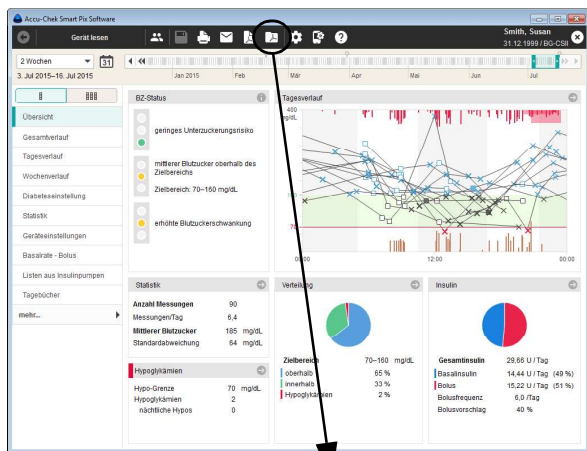 Accu-Chek Smart Pix Software
Gerät lesen
Smith, Susan
31.12.1999 / BG-CSII
2 Wochen
31
3. Jul 2015–16. Jul 2015
Jan 2015 Feb Mär Apr Mai Jun Jul
Übersicht
Gesamtverlauf
Tagesverlauf
Wochenverlauf
Diabeteseinstellung
Statistik
Geräteeinstellungen
Basalrate - Bolus
Listen aus Insulinpumpen
Tagebücher
mehr...
BZ-Status
geringes Unterzuckerungsrisiko
mittlerer Blutzucker oberhalb des
Zielbereichs
Zielbereich: 70–160 mg/dL
erhöhte Blutzuckerschwankung
Tagesverlauf
400
mg/dL
70
00:00 12:00 00:00
Statistik
Anzahl Messungen 90
Messungen/Tag 6,4
Mittlerer Blutzucker 185 mg/dL
Standardabweichung 64 mg/dL
Hypoglykämien
Hypo-Grenze 70 mg/dL
Hypoglykämien 2
nächtliche Hypos 0
Verteilung
Zielbereich 70–160 mg/dL
oberhalb 65 %
innerhalb 33 %
Hypoglykämien 2 %
Insulin
Gesamtinsulin 29,66 U / Tag
Basalinsulin 14,44 U / Tag (49 %)
Bolus 15,22 U / Tag (51 %)
Bolusfrequenz 6,0 /Tag
Bolusvorschlag 40 %